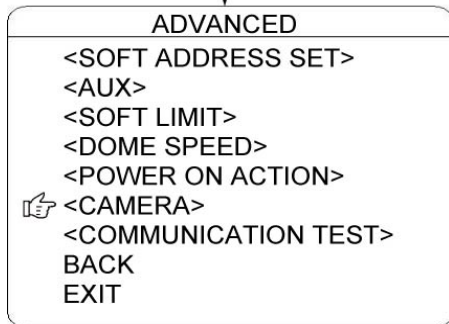 ADVANCED
<SOFT ADDRESS SET>
<AUX>
<SOFT LIMIT>
<DOME SPEED>
<POWER ON ACTION>
<CAMERA>
<COMMUNICATION TEST>
BACK
EXIT